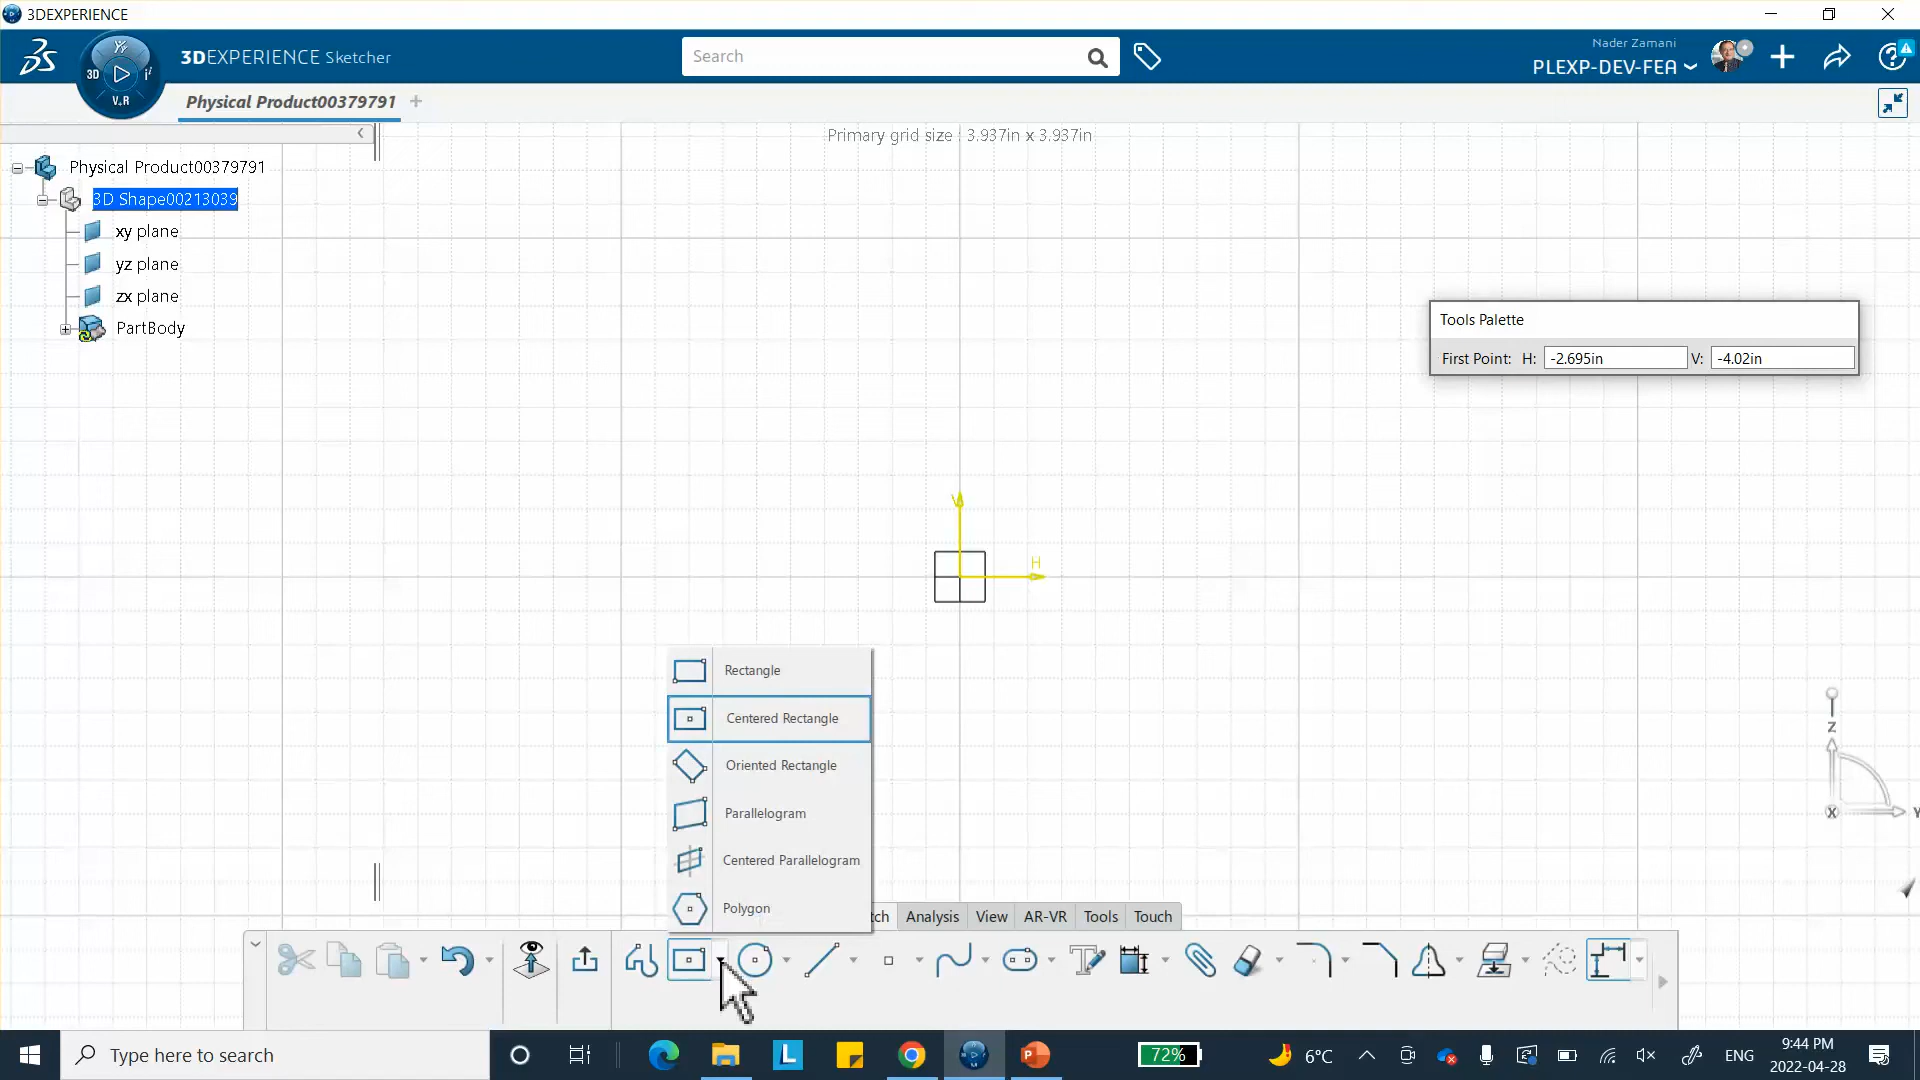 3DEXPERIENCE
3DEXPERIENCE Sketcher
3D
V.R
Search
Nader Zamani
PLEXP-DEV-FEA
Physical Product00379791 +
Primary grid size : 3.937in x 3.937in
Physical Product00379791
3D Shape00213039
xy plane
yz plane
zx plane
PartBody
Tools Palette
First Point: H: -2.695in V: -4.02in
V
H
Z
X
Y
Rectangle
Centered Rectangle
Oriented Rectangle
Parallelogram
Centered Parallelogram
Polygon
tch Analysis View AR-VR Tools Touch
Type here to search
L
72%
6°C
ENG
9:44 PM
2022-04-28